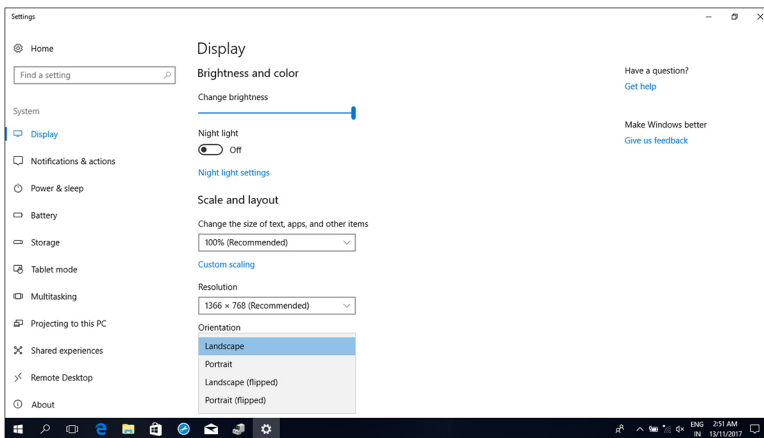 Settings
Home
Find a setting
System
Display
Notifications & actions
Power & sleep
Battery
Storage
Tablet mode
Multitasking
Projecting to this PC
Shared experiences
Remote Desktop
About
Display
Brightness and color
Change brightness
Night light
Off
Night light settings
Scale and layout
Change the size of text, apps, and other items
100% (Recommended)
Custom scaling
Resolution
1366 × 768 (Recommended)
Orientation
Landscape
Portrait
Landscape (flipped)
Portrait (flipped)
Have a question?
Get help
Make Windows better
Give us feedback
ENG
IN
2:51 AM
13/11/2017